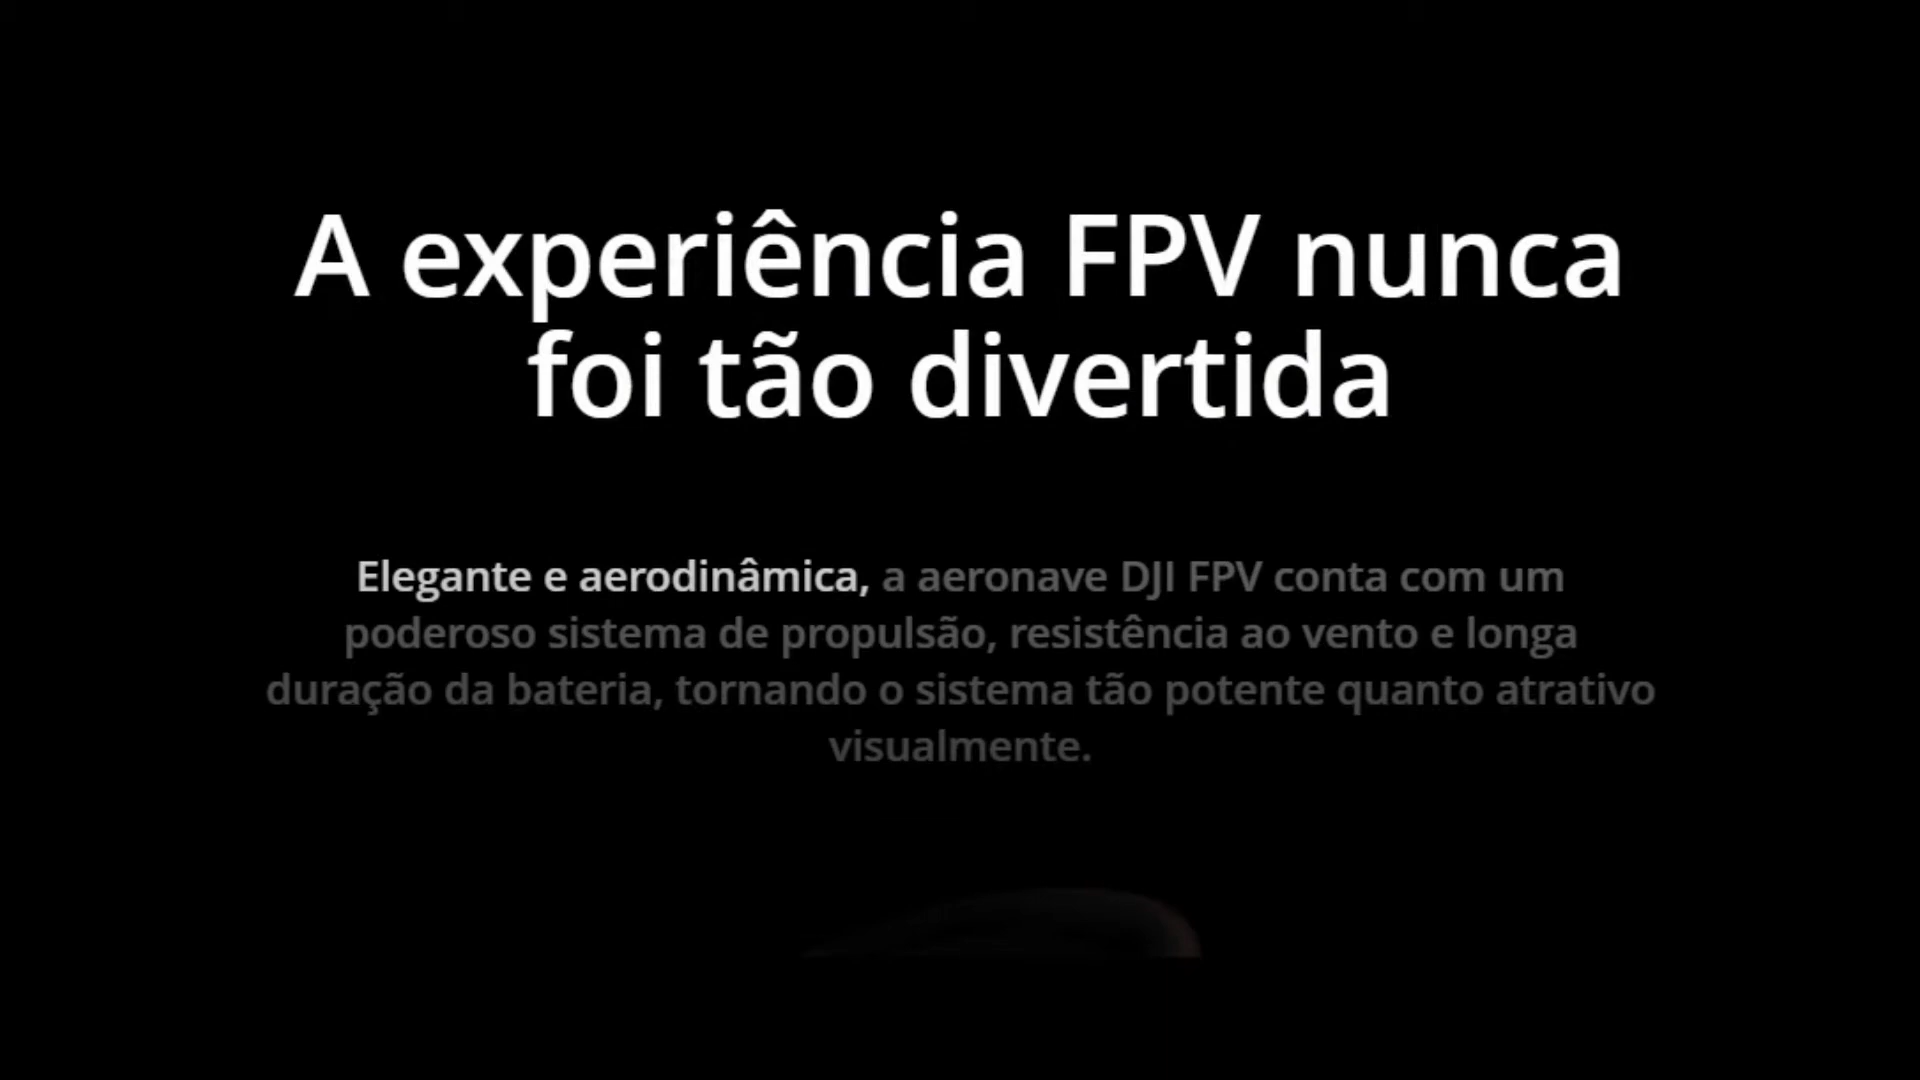 A experiência FPV nunca
foi tão divertida
Elegante e aerodinâmica, a aeronave DJI FPV conta com um
poderoso sistema de propulsão, resistência ao vento e longa
duração da bateria, tornando o sistema tão potente quanto atrativo
visualmente.